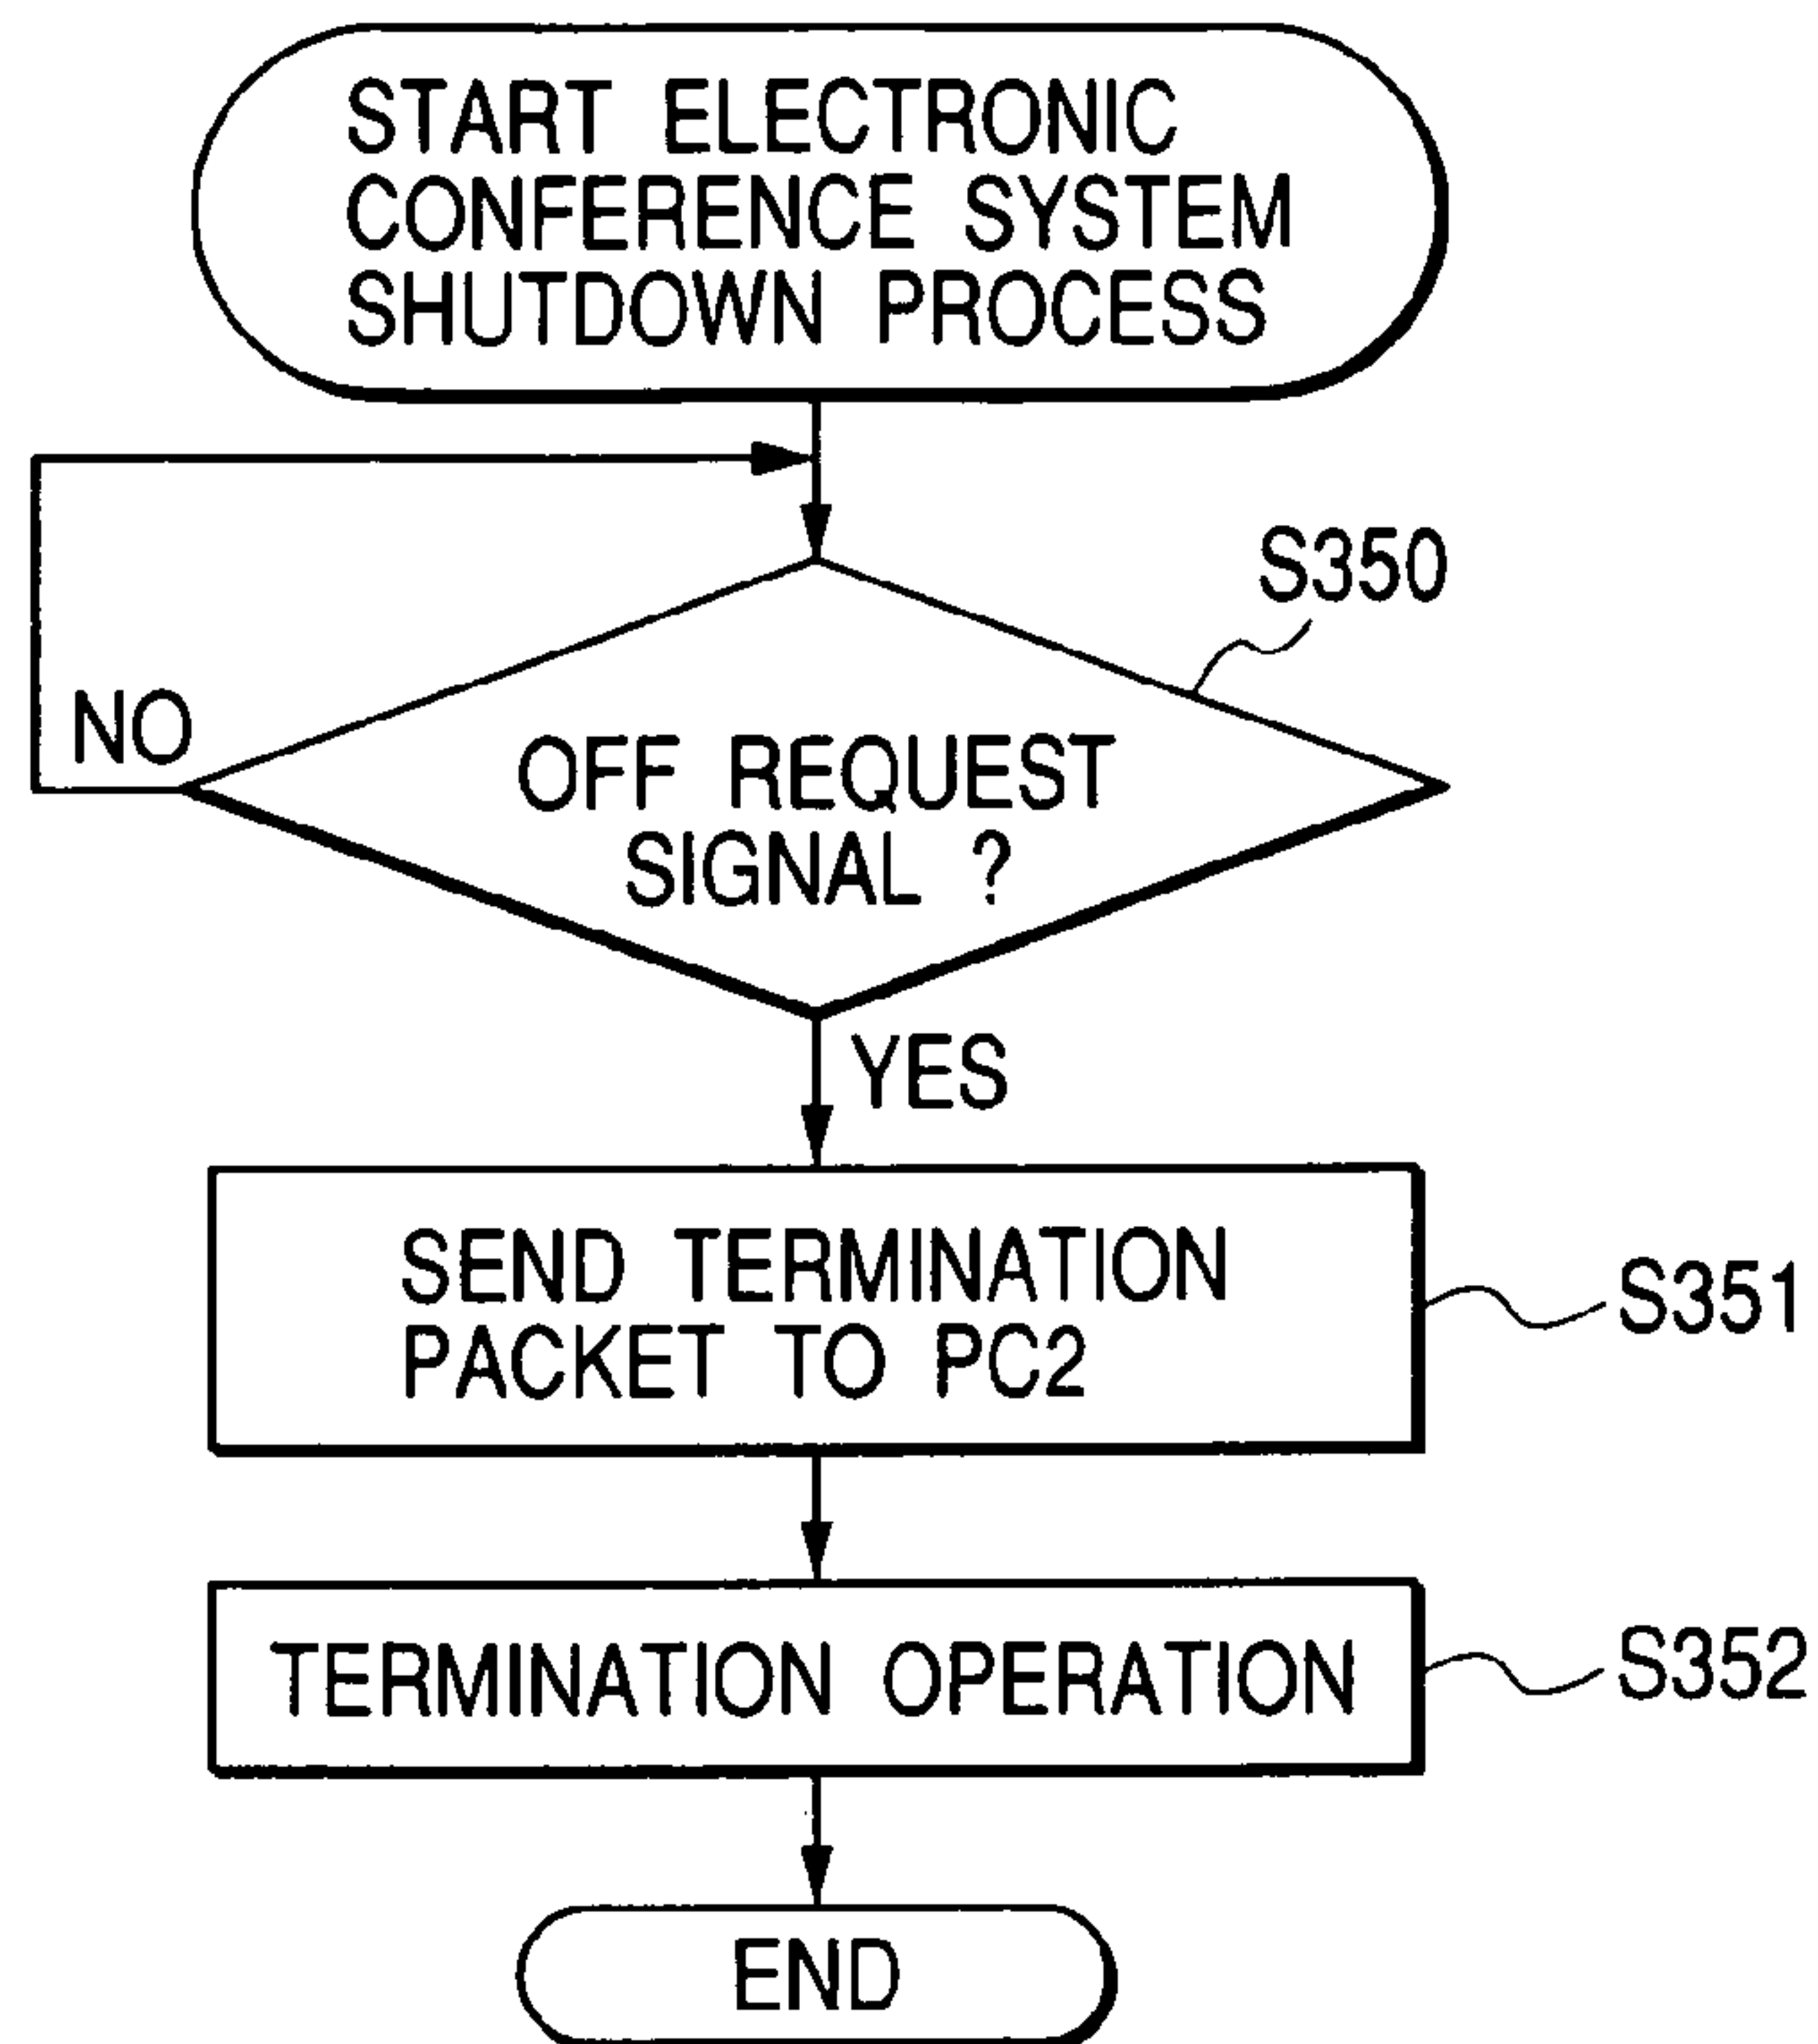 START ELECTRONIC
CONFERENCE SYSTEM
SHUTDOWN PROCESS
S350
NO
OFF REQUEST
SIGNAL ?
YES
SEND TERMINATION
PACKET TO PC2
S351
TERMINATION OPERATION
S352
END